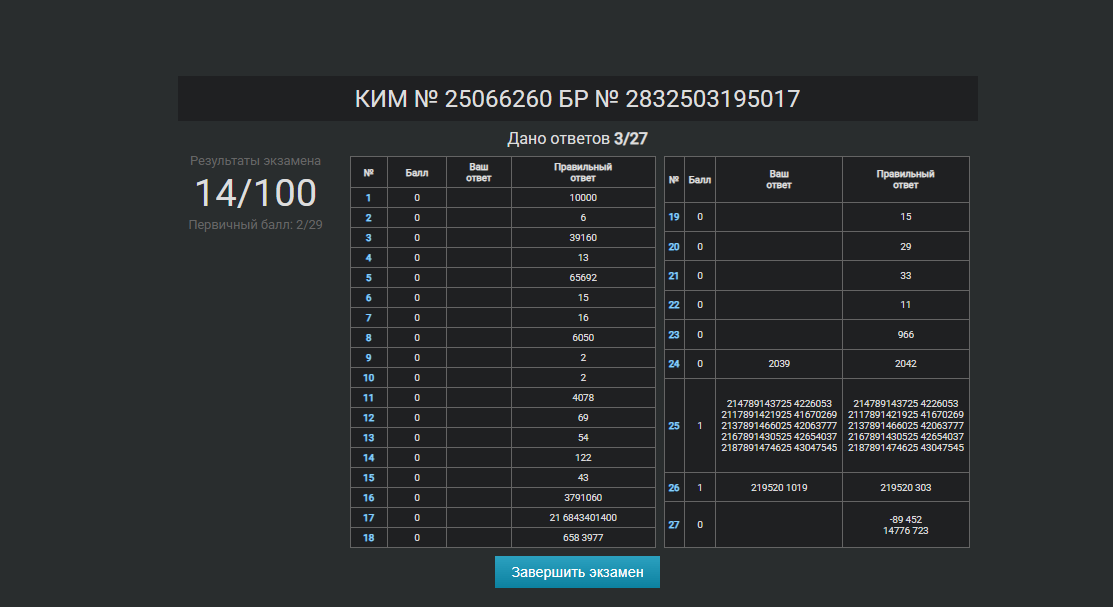 КИМ № 25066260 БР № 2832503195017
Дано ответов 3/27
Результаты экзамена
14/100
Первичный балл: 2/29
№ Балл Ваш ответ Правильный ответ
1 0 10000
2 0 6
3 0 39160
4 0 13
5 0 65692
6 0 15
7 0 16
8 0 6050
9 0 2
10 0 2
11 0 4078
12 0 69
13 0 54
14 0 122
15 0 43
16 0 3791060
17 0 21 6843401400
18 0 658 3977
№ Балл Ваш ответ Правильный ответ
19 0 15
20 0 29
21 0 33
22 0 11
23 0 966
24 0 2039 2042
214789143725 4226053 214789143725 4226053
2117891421925 41670269 2117891421925 41670269
25 1 2137891466025 42063777 2137891466025 42063777
2167891430525 42654037 2167891430525 42654037
2187891474625 43047545 2187891474625 43047545
26 1 219520 1019 219520 303
27 0 -89 452
14776 723
Завершить экзамен